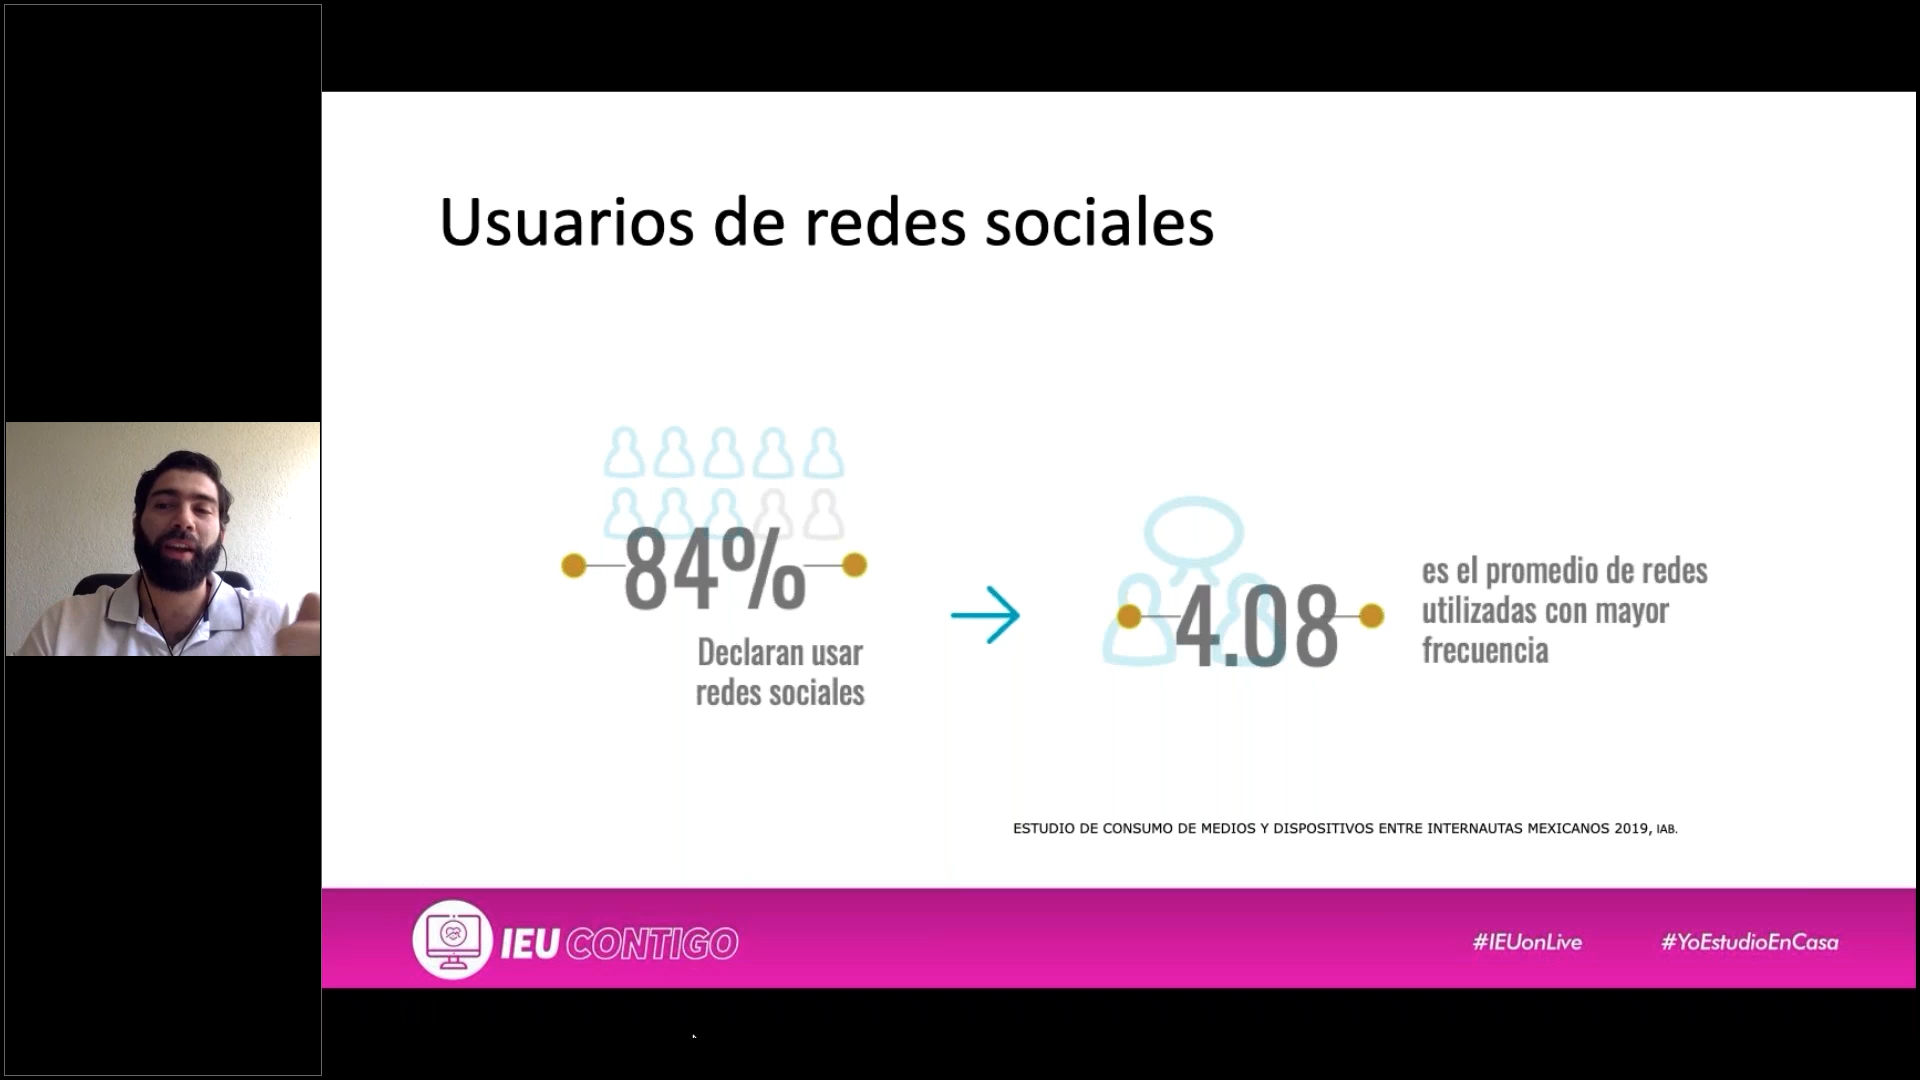 Usuarios de redes sociales
84%
Declaran usar
redes sociales
4.08
es el promedio de redes
utilizadas con mayor
frecuencia
ESTUDIO DE CONSUMO DE MEDIOS Y DISPOSITIVOS ENTRE INTERNAUTAS MEXICANOS 2019, IAB.
IEU CONTIGO
#IEUonLive
#YoEstudioEnCasa